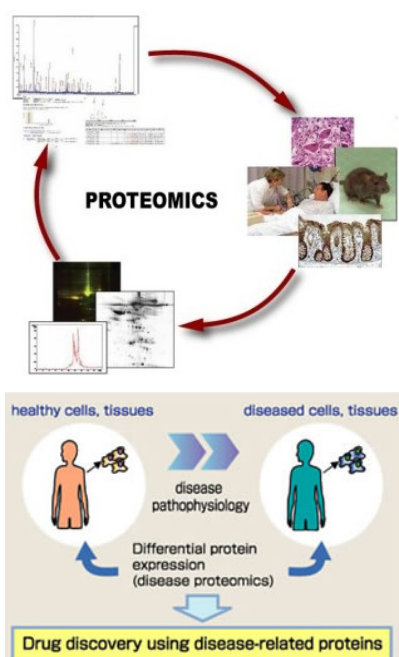 PROTEOMICS
healthy cells, tissues
diseased cells, tissues
disease
pathophysiology
Differential protein
expression
(disease proteomics)
Drug discovery using disease-related proteins